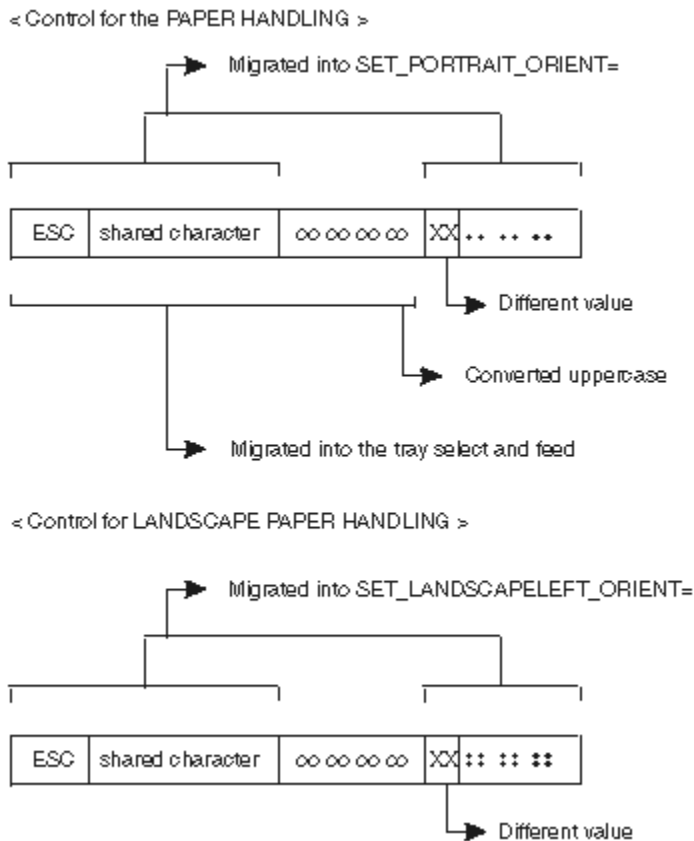 < Control for the PAPER HANDLING >
Migrated into SET_PORTRAIT_ORIENT=
ESC shared character ∞ ∞ ∞ ∞ XX
Different value
Converted uppercase
Migrated into the tray select and feed
< Control for LANDSCAPE PAPER HANDLING >
Migrated into SET_LANDSCAPELEFT_ORIENT=
ESC shared character ∞ ∞ ∞ ∞ XX
Different value